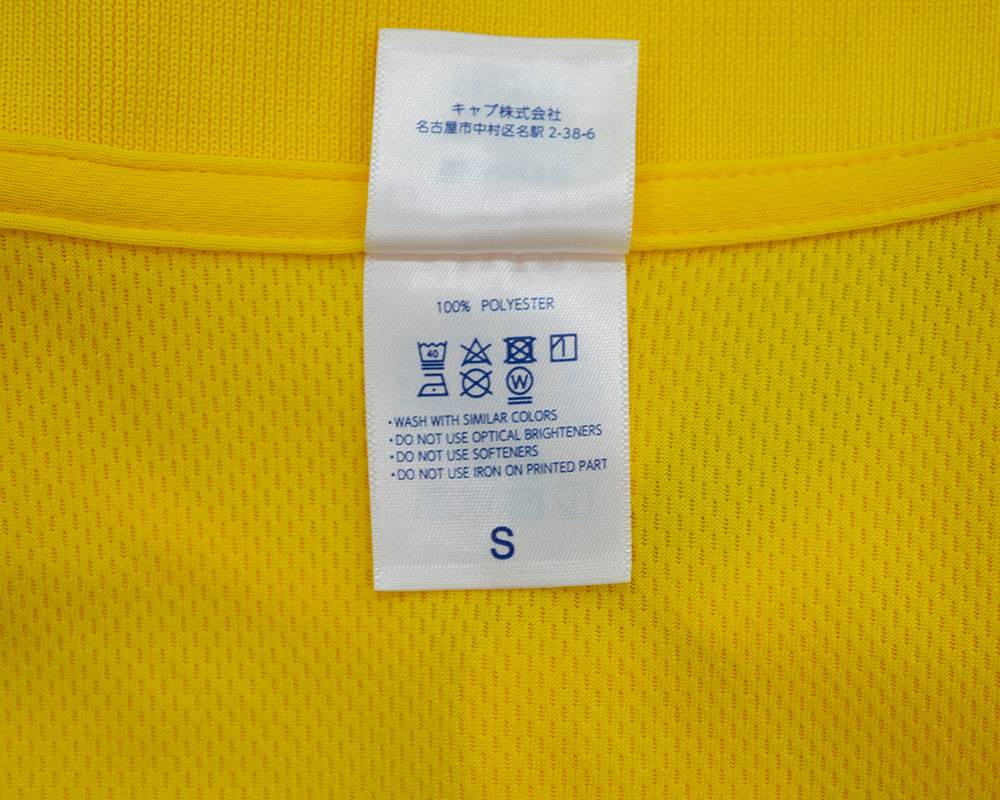 キャブ株式会社
名古屋市中村区名駅 2-38-6
100% POLYESTER
40
W
・WASH WITH SIMILAR COLORS
・DO NOT USE OPTICAL BRIGHTENERS
・DO NOT USE SOFTENERS
・DO NOT USE IRON ON PRINTED PART
S